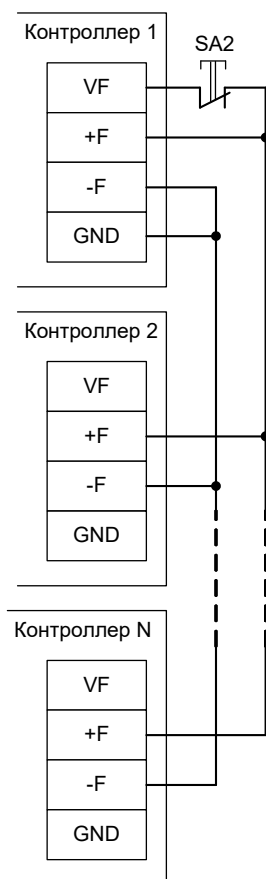 Контроллер 1
SA2
VF
+F
-F
GND
Контроллер 2
VF
+F
-F
GND
Контроллер N
VF
+F
-F
GND